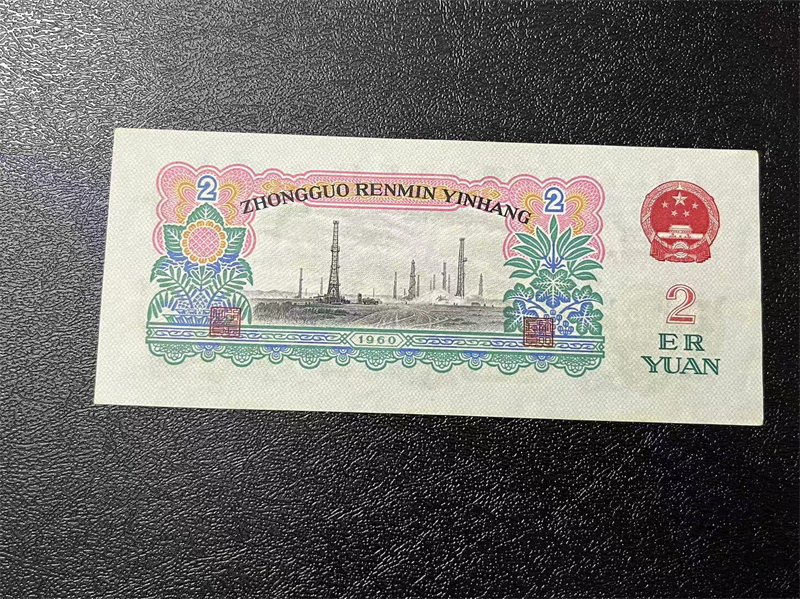 ZHONGGUO RENMIN YINHANG
2
2
1960
2
ER
YUAN